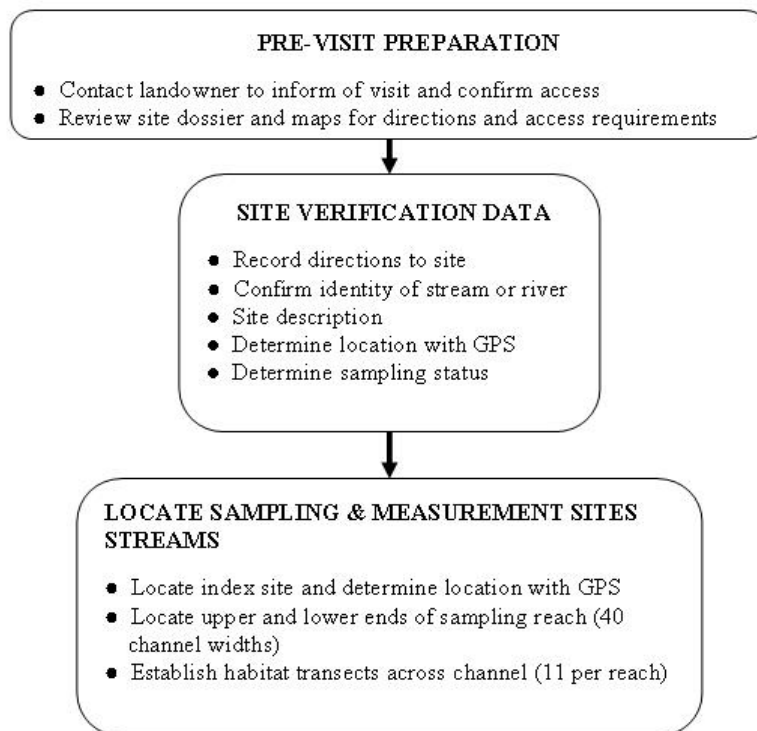 PRE-VISIT PREPARATION
● Contact landowner to inform of visit and confirm access
● Review site dossier and maps for directions and access requirements
SITE VERIFICATION DATA
● Record directions to site
● Confirm identity of stream or river
● Site description
● Determine location with GPS
● Determine sampling status
LOCATE SAMPLING & MEASUREMENT SITES
STREAMS
● Locate index site and determine location with GPS
● Locate upper and lower ends of sampling reach (40
channel widths)
● Establish habitat transects across channel (11 per reach)